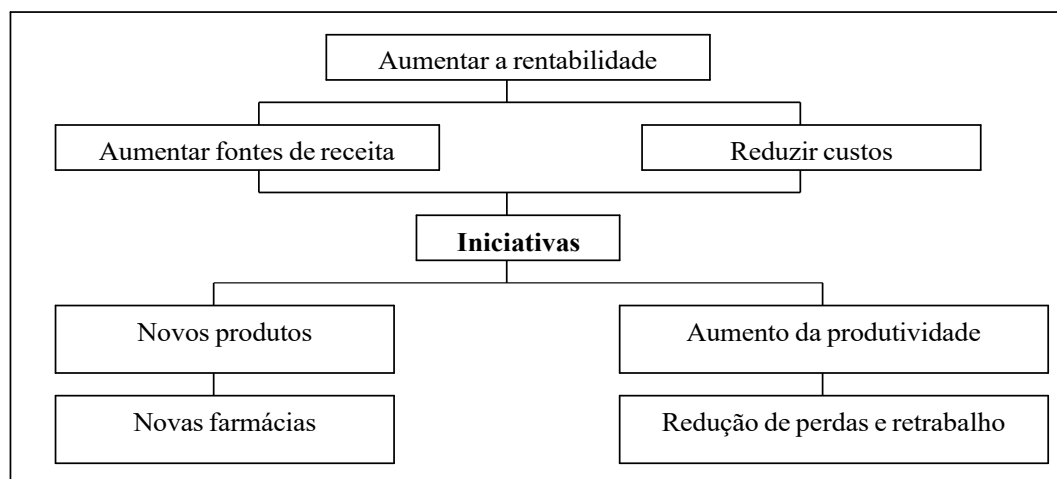 Aumentar a rentabilidade
Aumentar fontes de receita
Reduzir custos
Iniciativas
Novos produtos
Aumento da produtividade
Novas farmácias
Redução de perdas e retrabalho